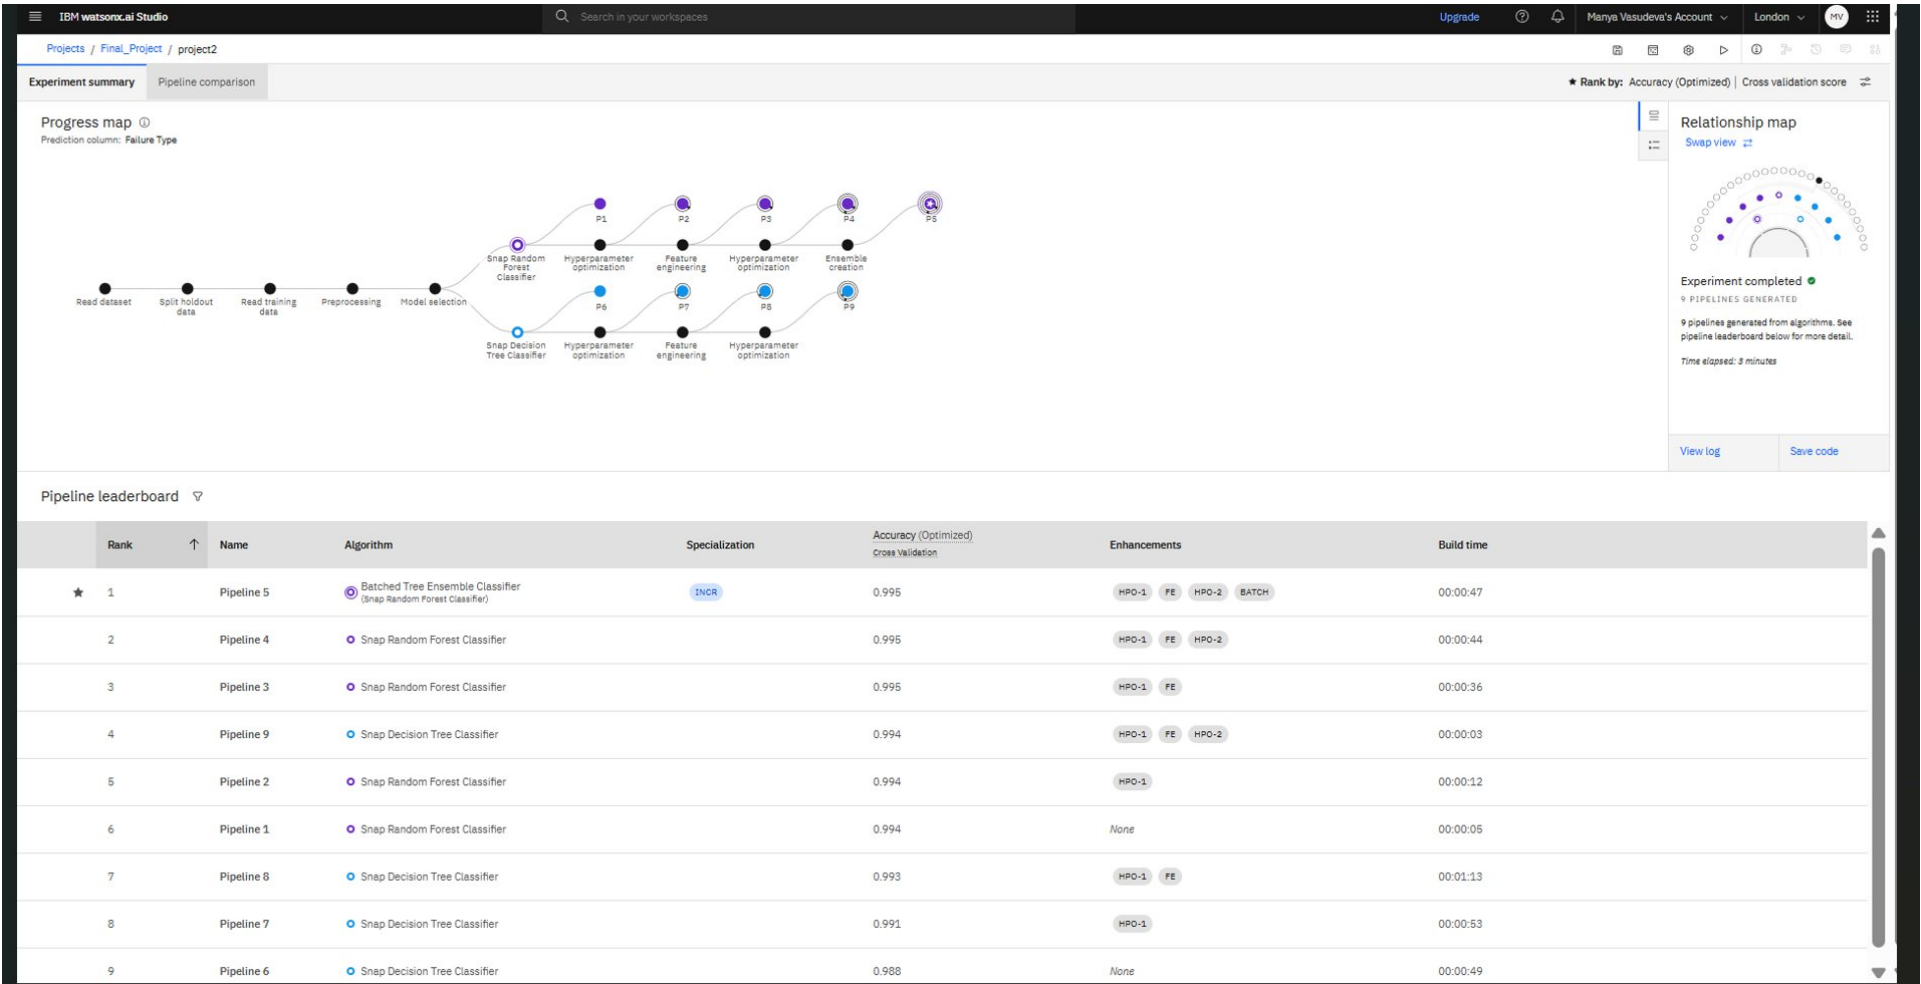 IBM watsonx.ai Studio
Search in your workspaces
Upgrade
Manya Vasudeva's Account
London
MV
Projects / Final_Project / project2
Experiment summary
Pipeline comparison
Rank by: Accuracy (Optimized) | Cross validation score
Progress map
Prediction column: Failure Type
P1
P2
P3
P4
P5
Snap Random
Forest
Classifier
Hyperparameter
optimization
Feature
engineering
Hyperparameter
optimization
Ensemble
creation
Read dataset
Split holdout
data
Read training
data
Preprocessing
Model selection
P6
P7
P8
P9
Snap Decision
Tree Classifier
Hyperparameter
optimization
Feature
engineering
Hyperparameter
optimization
Relationship map
Swap view
Experiment completed
9 PIPELINES GENERATED
9 pipelines generated from algorithms. See
pipeline leaderboard below for more detail.
Time elapsed: 3 minutes
View log
Save code
Pipeline leaderboard
Rank Name Algorithm Specialization Accuracy (Optimized) Enhancements Build time
Cross Validation
1 Pipeline 5 Batched Tree Ensemble Classifier INCR 0.995 HPO-1 FE HPO-2 BATCH 00:00:47
(Snap Random Forest Classifier)
2 Pipeline 4 Snap Random Forest Classifier 0.995 HPO-1 FE HPO-2 00:00:44
3 Pipeline 3 Snap Random Forest Classifier 0.995 HPO-1 FE 00:00:36
4 Pipeline 9 Snap Decision Tree Classifier 0.994 HPO-1 FE HPO-2 00:00:03
5 Pipeline 2 Snap Random Forest Classifier 0.994 HPO-1 00:00:12
6 Pipeline 1 Snap Random Forest Classifier 0.994 None 00:00:05
7 Pipeline 8 Snap Decision Tree Classifier 0.993 HPO-1 FE 00:01:13
8 Pipeline 7 Snap Decision Tree Classifier 0.991 HPO-1 00:00:53
9 Pipeline 6 Snap Decision Tree Classifier 0.988 None 00:00:49